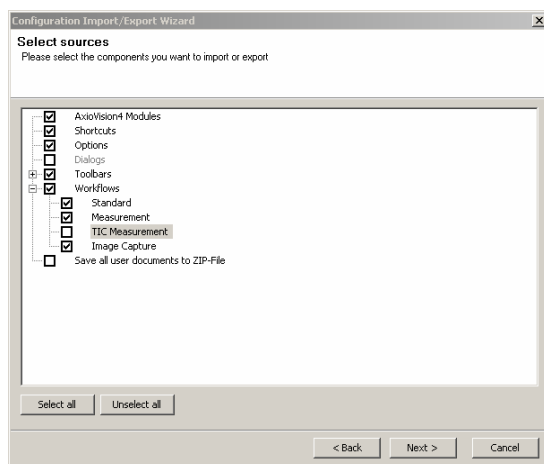 Configuration Import/Export Wizard
Select sources
Please select the components you want to import or export
AxioVision4 Modules
Shortcuts
Options
Dialogs
Toolbars
Workflows
Standard
Measurement
TIC Measurement
Image Capture
Save all user documents to ZIP-File
Select all Unselect all
< Back Next > Cancel